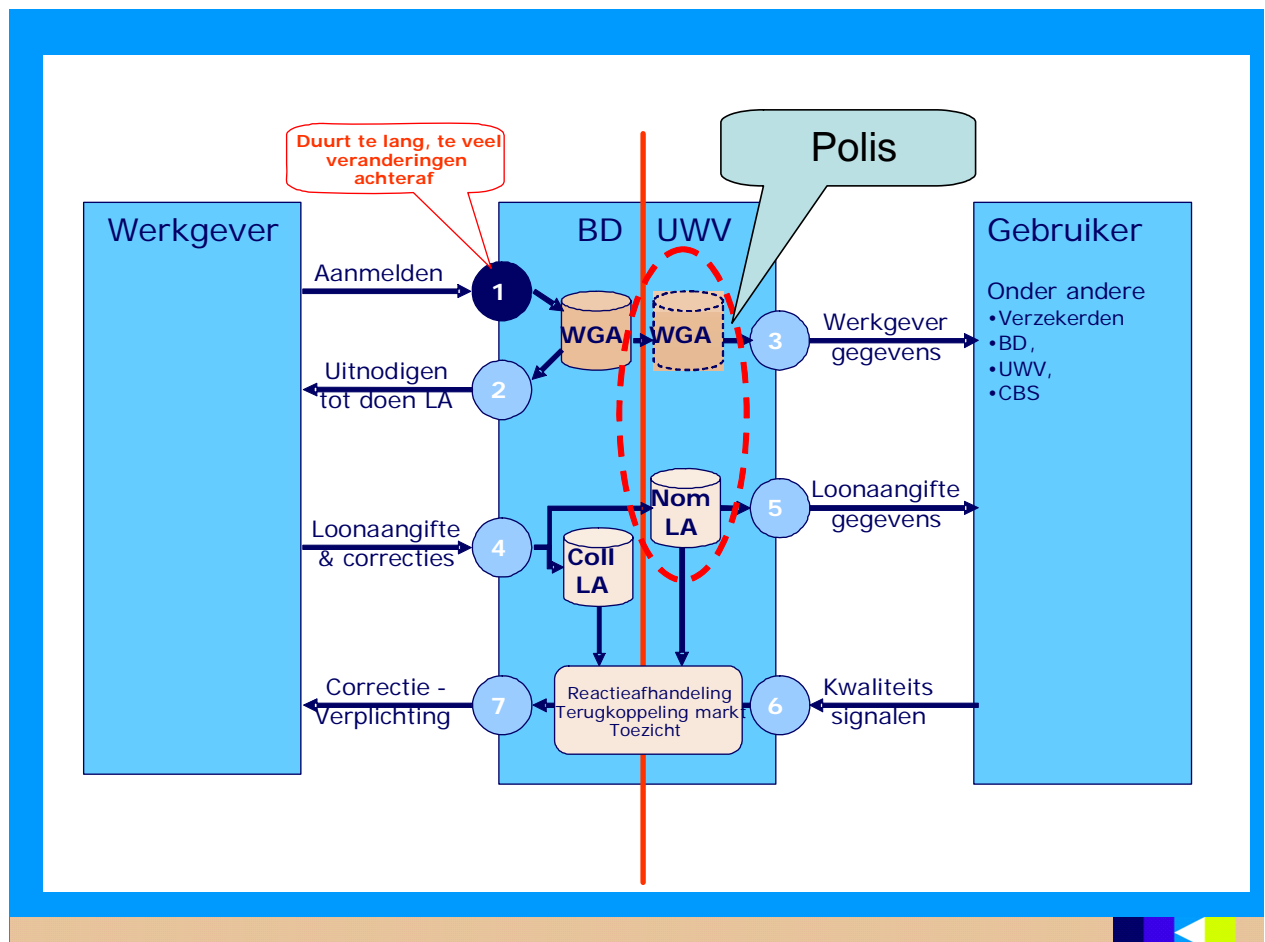 Duurt te lang, te veel
veranderingen
achteraf
Polis
Werkgever
BD
UWV
Gebruiker
Aanmelden
1
WGA
WGA
3
Werkgever
gegevens
Onder andere
•Verzekerden
•BD,
•UWV,
•CBS
Uitnodigen
tot doen LA
2
Loonaangifte
& correcties
4
Coll
LA
Nom
LA
5
Loonaangifte
gegevens
Correctie -
Verplichting
7
Reactieafhandeling
Terugkoppeling markt
Toezicht
6
Kwaliteits
signalen